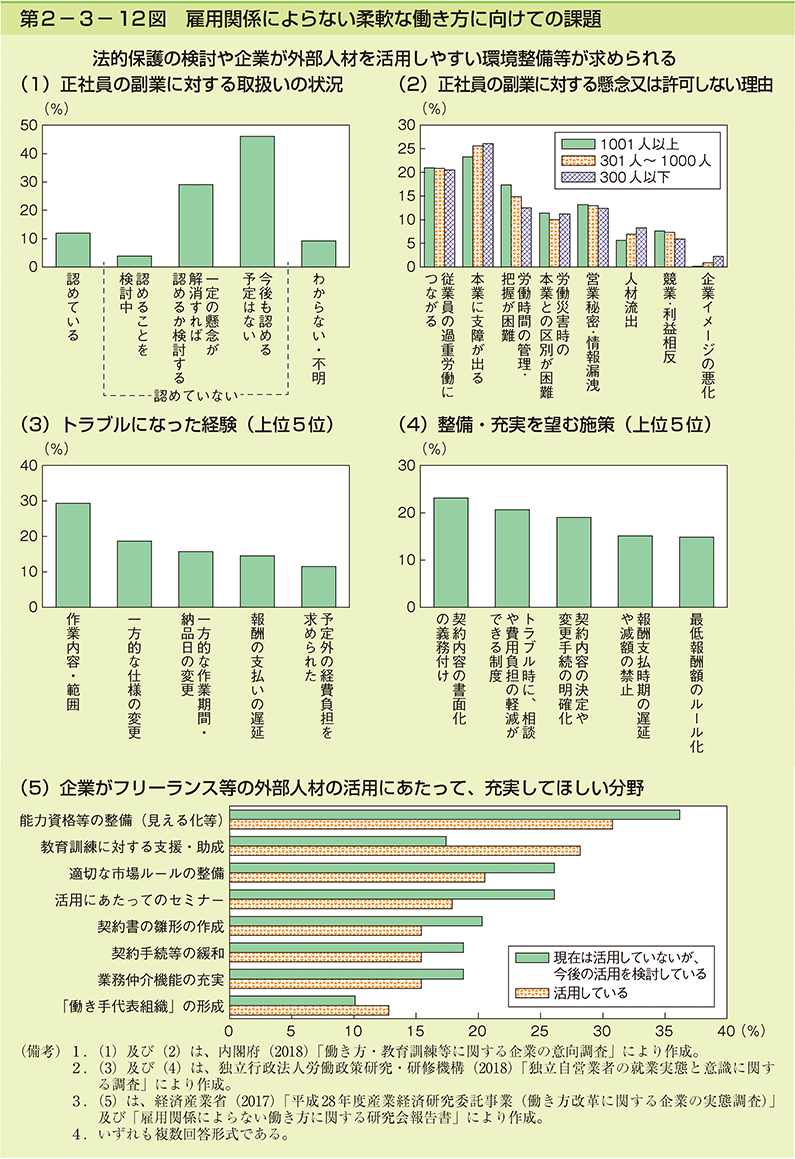 第２－３－12図　雇用関係によらない柔軟な働き方に向けての課題
法的保護の検討や企業が外部人材を活用しやすい環境整備等が求められる
（１）正社員の副業に対する取扱いの状況
（％）
50
40
30
20
10
0
認めている
認めることを
検討中
一定の懸念が
解消すれば
認めるか検討する
今後も認める
予定はない
わからない・不明
認めていない
（２）正社員の副業に対する懸念又は許可しない理由
（％）
30
25
20
15
10
5
0
1001人以上
301人～1000人
300人以下
従業員の過重労働に
つながる
本業に支障が出る
労働時間の管理・
把握が困難
労働災害時の
本業との区別が困難
営業秘密・情報漏洩
人材流出
競業・利益相反
企業イメージの悪化
（３）トラブルになった経験（上位５位）
（％）
40
30
20
10
0
作業内容・範囲
一方的な仕様の変更
一方的な作業期間・
納品日の変更
報酬の支払いの遅延
予定外の経費負担を
求められた
（４）整備・充実を望む施策（上位５位）
（％）
30
20
10
0
契約内容の書面化
の義務付け
トラブル時に、相談
や費用負担の軽減が
できる制度
契約内容の決定や
変更手続の明確化
報酬支払時期の遅延
や減額の禁止
最低報酬額のルール化
（５）企業がフリーランス等の外部人材の活用にあたって、充実してほしい分野
能力資格等の整備（見える化等）
教育訓練に対する支援・助成
適切な市場ルールの整備
活用にあたってのセミナー
契約書の雛形の作成
契約手続等の緩和
業務仲介機能の充実
「働き手代表組織」の形成
現在は活用していないが、
今後の活用を検討している
活用している
0 5 10 15 20 25 30 35 40（％）
（備考）１．（1）及び（2）は、内閣府（2018）「働き方・教育訓練等に関する企業の意向調査」により作成。
２．（3）及び（4）は、独立行政法人労働政策研究・研修機構（2018）「独立自営業者の就業実態と意識に関す
る調査」により作成。
３．（5）は、経済産業省（2017）「平成28年度産業経済研究委託事業（働き方改革に関する企業の実態調査）」
及び「雇用関係によらない働き方に関する研究会報告書」により作成。
４．いずれも複数回答形式である。